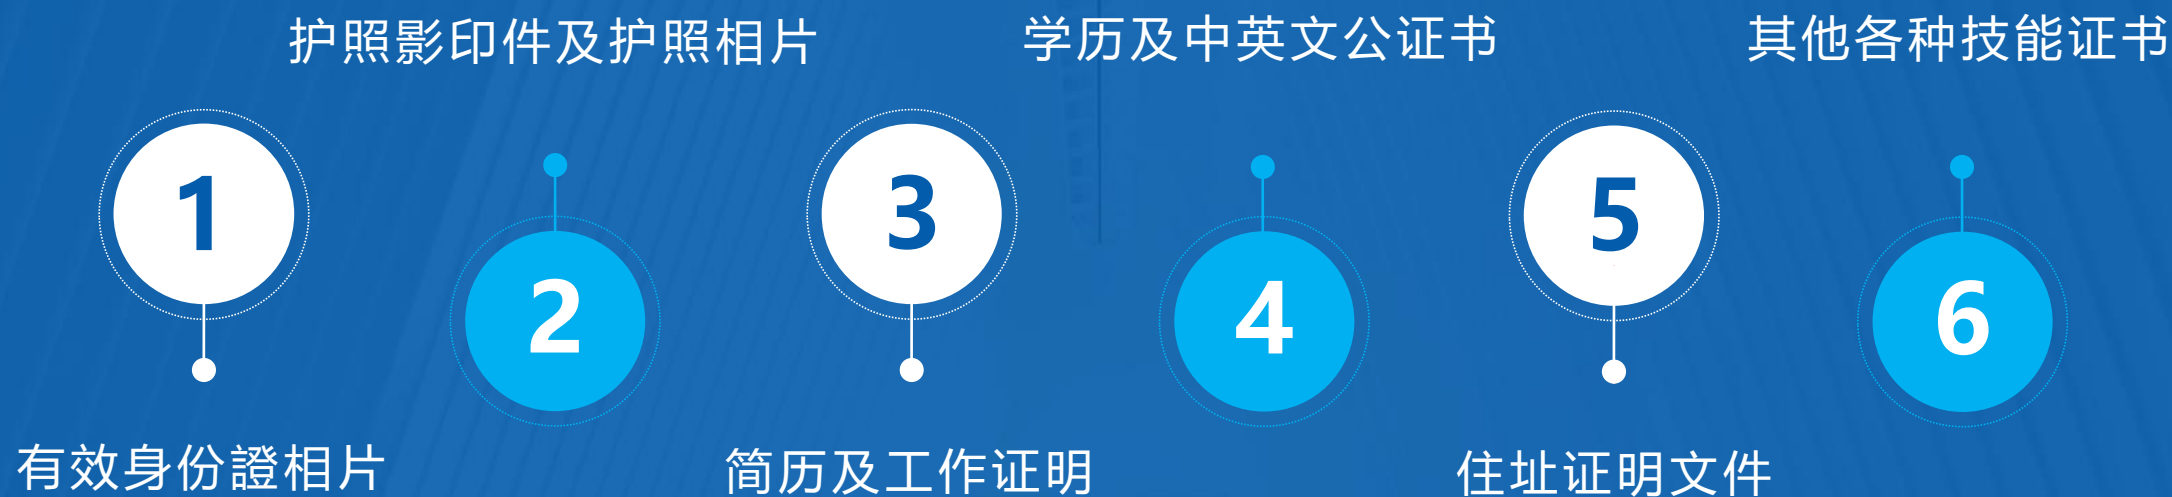 护照影印件及护照相片
学历及中英文公证书
其他各种技能证书
1
2
3
4
5
6
有效身份證相片
简历及工作证明
住址证明文件